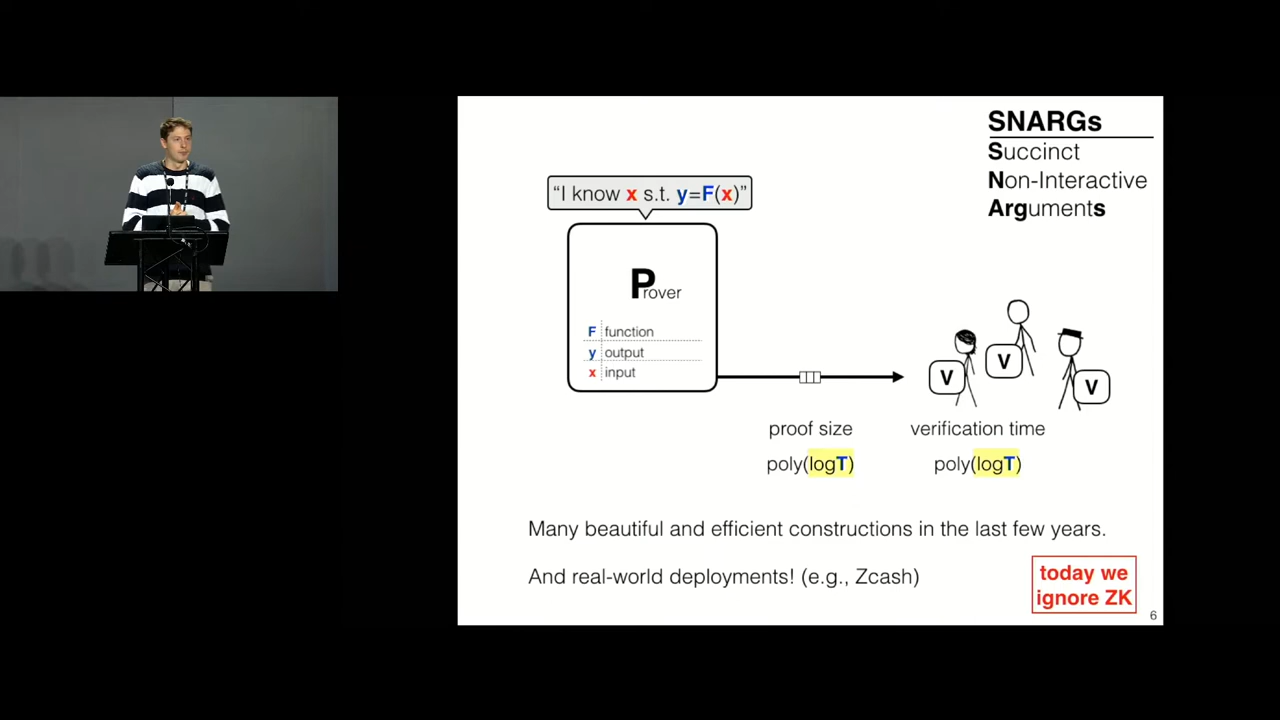 SNARGs
Succinct
Non-Interactive
Arguments
“I know x s.t. y=F(x)”
Prover
F function
y output
x input
V
V
V
proof size
verification time
poly(logT)
poly(logT)
Many beautiful and efficient constructions in the last few years.
And real-world deployments! (e.g., Zcash)
today we
ignore ZK
6